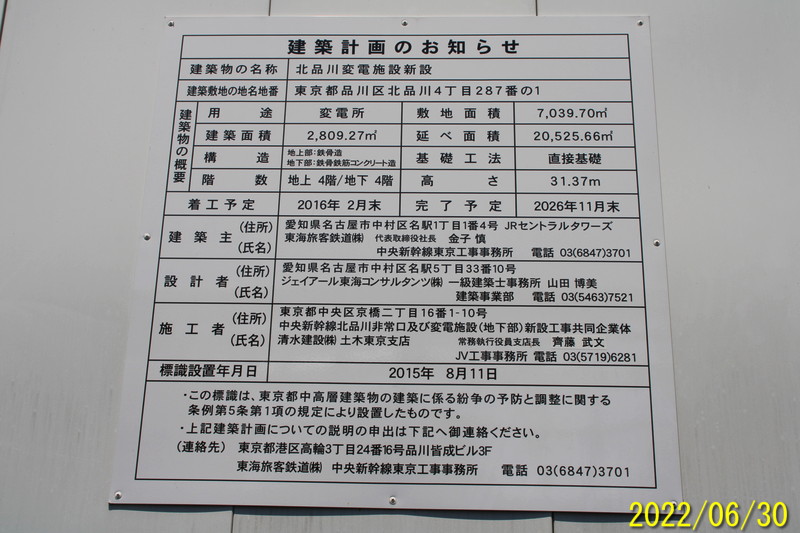 建築計画のお知らせ
建築物の名称 北品川変電施設新設
建築敷地の地名地番 東京都品川区北品川4丁目287番の1
建築物の概要
用途 変電所 敷地面積 7,039.70㎡
建築面積 2,809.27㎡ 延べ面積 20,525.66㎡
構造 地上部:鉄骨造 地下部:鉄骨鉄筋コンクリート造 基礎工法 直接基礎
階数 地上 4階/地下 4階 高さ 31.37m
着工予定 2016年 2月末 完了予定 2026年11月末
建築主 (住所) 愛知県名古屋市中村区名駅1丁目1番4号 JRセントラルタワーズ
(氏名) 東海旅客鉄道㈱ 代表取締役社長 金子 慎
中央新幹線東京工事事務所 電話 03(6847)3701
設計者 (住所) 愛知県名古屋市中村区名駅5丁目33番10号
(氏名) ジェイアール東海コンサルタンツ㈱ 一級建築士事務所 山田 博美
建築事業部 電話 03(5463)7521
施工者 (住所) 東京都中央区京橋二丁目16番1-10号
(氏名) 中央新幹線北品川非常口及び変電施設(地下部)新設工事共同企業体
清水建設㈱ 土木東京支店 常務執行役員支店長 齊藤 武文
JV工事事務所 電話 03(5719)6281
標識設置年月日 2015年 8月11日
・この標識は、東京都中高層建築物の建築に係る紛争の予防と調整に関する
条例第5条第1項の規定により設置したものです。
・上記建築計画についての説明の申出は下記へ御連絡ください。
(連絡先) 東京都港区高輪3丁目24番16号品川皆成ビル3F
東海旅客鉄道㈱ 中央新幹線東京工事事務所 電話 03(6847)3701
2022/06/30